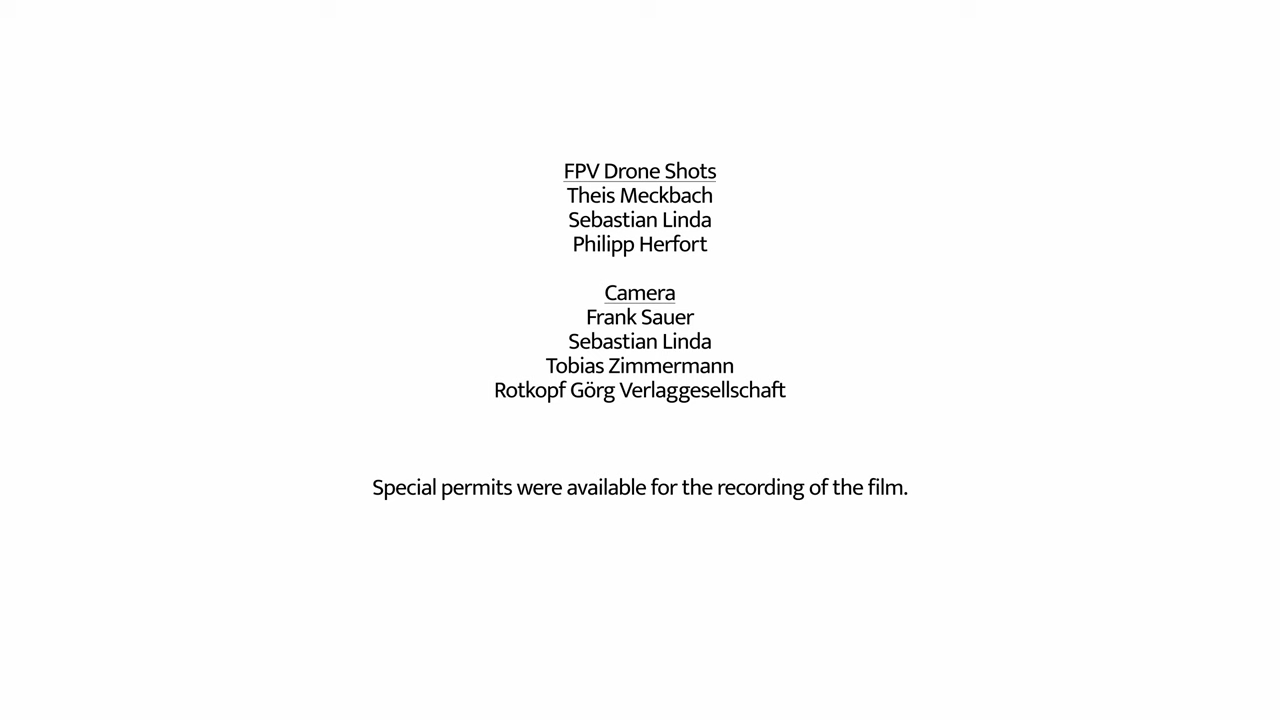 FPV Drone Shots
Theis Meckbach
Sebastian Linda
Philipp Herfort
Camera
Frank Sauer
Sebastian Linda
Tobias Zimmermann
Rotkopf Görg Verlaggesellschaft
Special permits were available for the recording of the film.